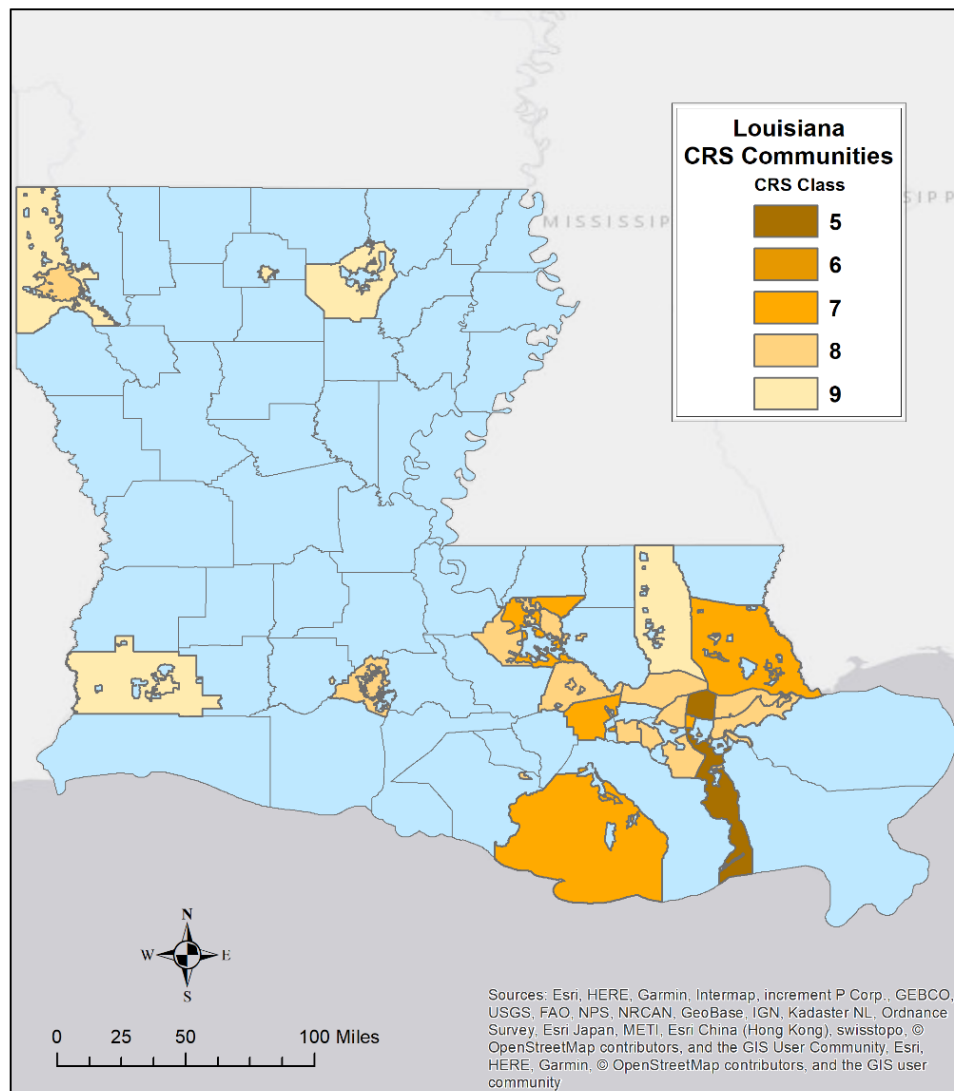 Louisiana
CRS Communities
CRS Class
5
6
7
8
9
MISSISSIP
SIPP
N
W E
S
0 25 50 100 Miles
Sources: Esri, HERE, Garmin, Intermap, increment P Corp., GEBCO,
USGS, FAO, NPS, NRCAN, GeoBase, IGN, Kadaster NL, Ordnance
Survey, Esri Japan, METI, Esri China (Hong Kong), swisstopo, ©
OpenStreetMap contributors, and the GIS User Community, Esri,
HERE, Garmin, © OpenStreetMap contributors, and the GIS user
community